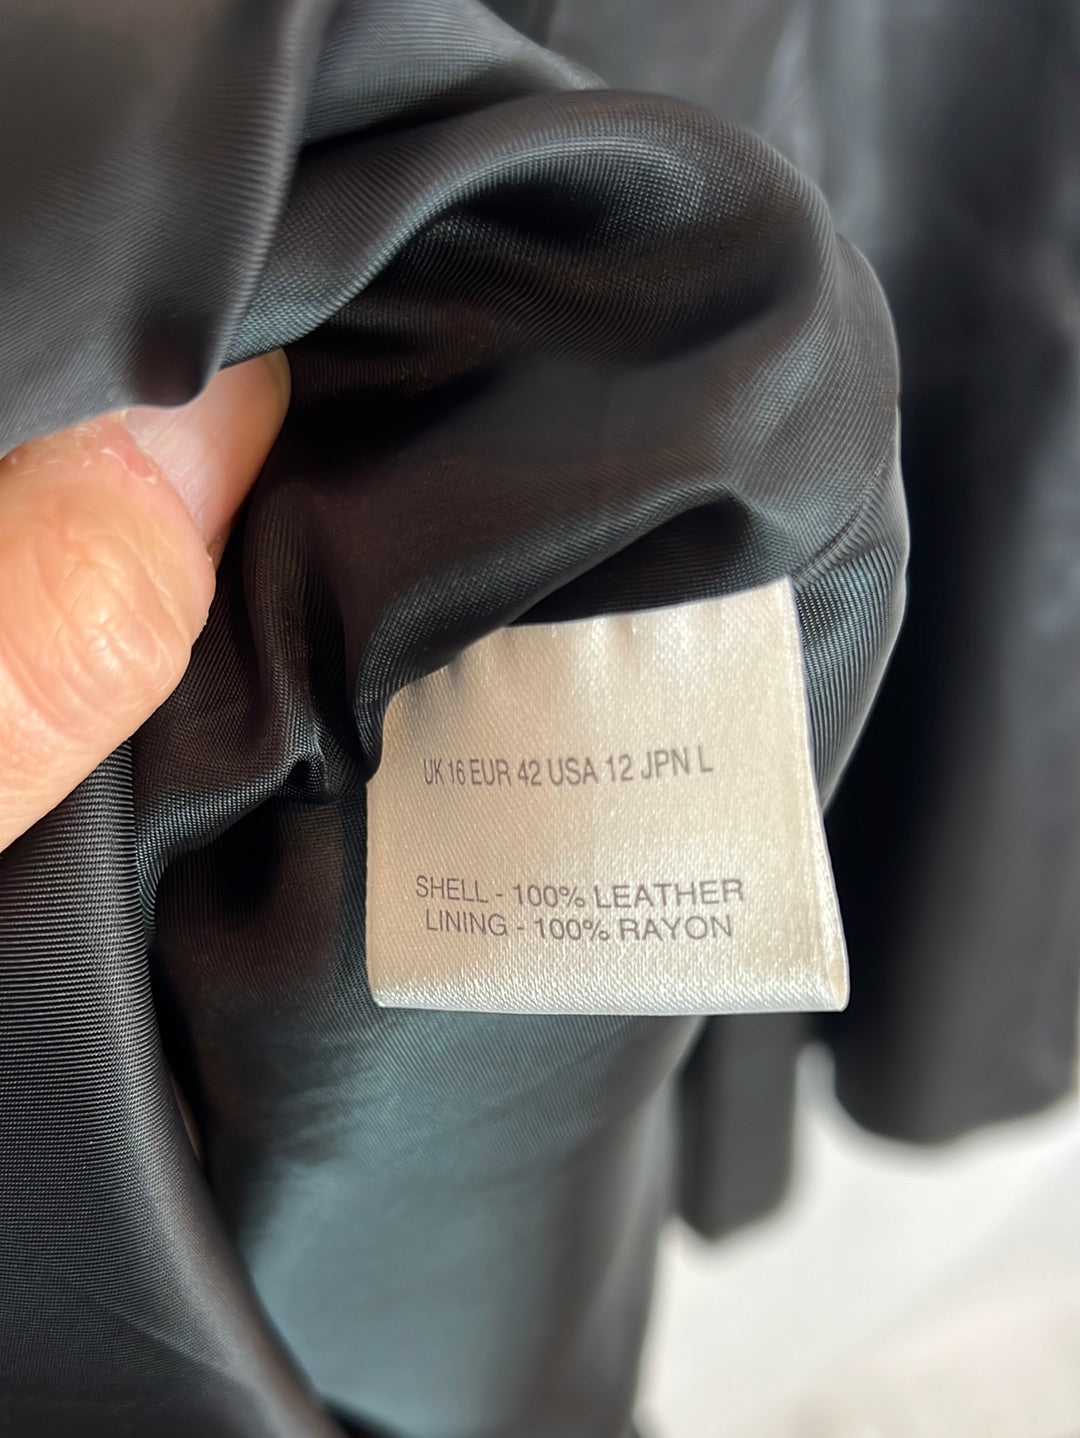 UK 16 EUR 42 USA 12 JPN L
SHELL - 100% LEATHER
LINING - 100% RAYON